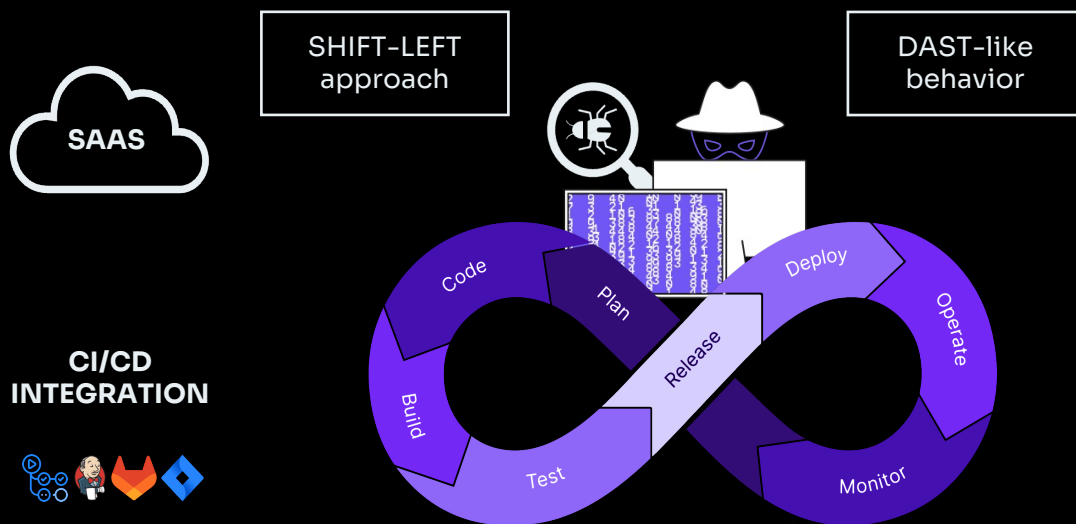 SHIFT-LEFT
approach
DAST-like
behavior
SAAS
CI/CD
INTEGRATION
Plan
Code
Build
Test
Release
Deploy
Operate
Monitor